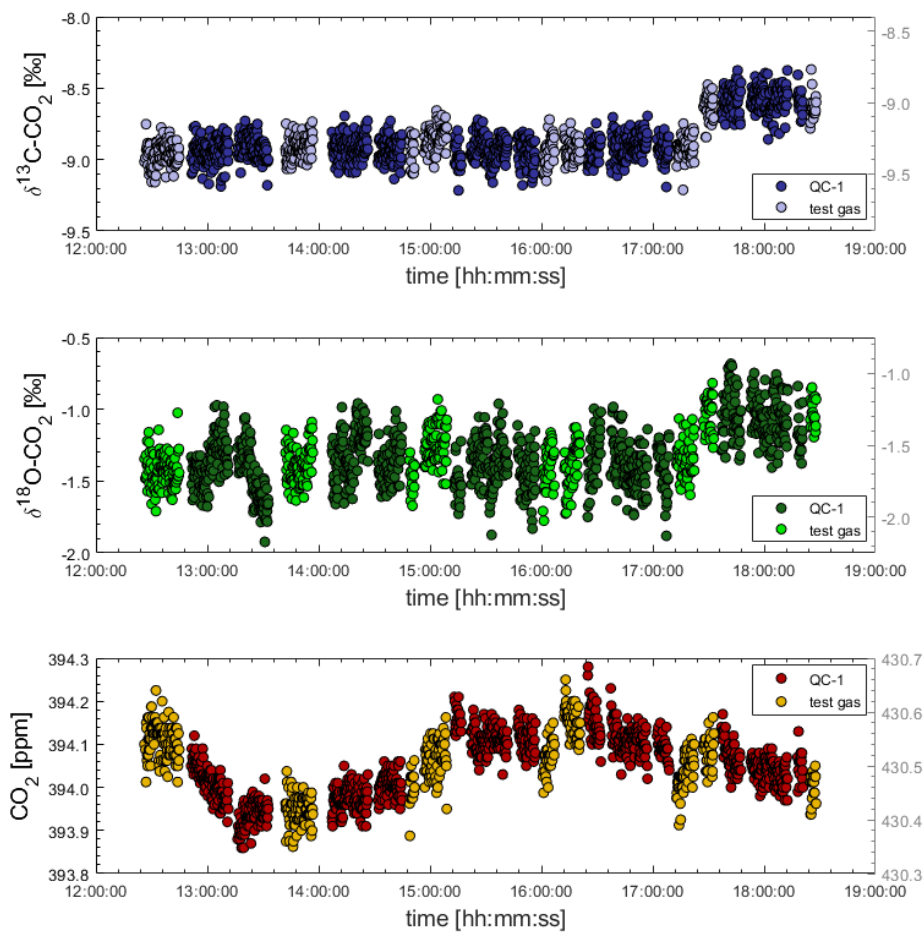 -8.0
-8.5
-9.0
-9.5
δ¹³C-CO₂ [‰]
-8.5
-9.0
-9.5
QC-1
test gas
12:00:00 13:00:00 14:00:00 15:00:00 16:00:00 17:00:00 18:00:00 19:00:00
time [hh:mm:ss]
-0.5
-1.0
-1.5
-2.0
δ¹⁸O-CO₂ [‰]
-1.0
-1.5
-2.0
QC-1
test gas
12:00:00 13:00:00 14:00:00 15:00:00 16:00:00 17:00:00 18:00:00 19:00:00
time [hh:mm:ss]
394.3
394.2
394.1
394.0
393.9
393.8
CO₂ [ppm]
430.7
430.6
430.5
430.4
430.3
QC-1
test gas
12:00:00 13:00:00 14:00:00 15:00:00 16:00:00 17:00:00 18:00:00 19:00:00
time [hh:mm:ss]